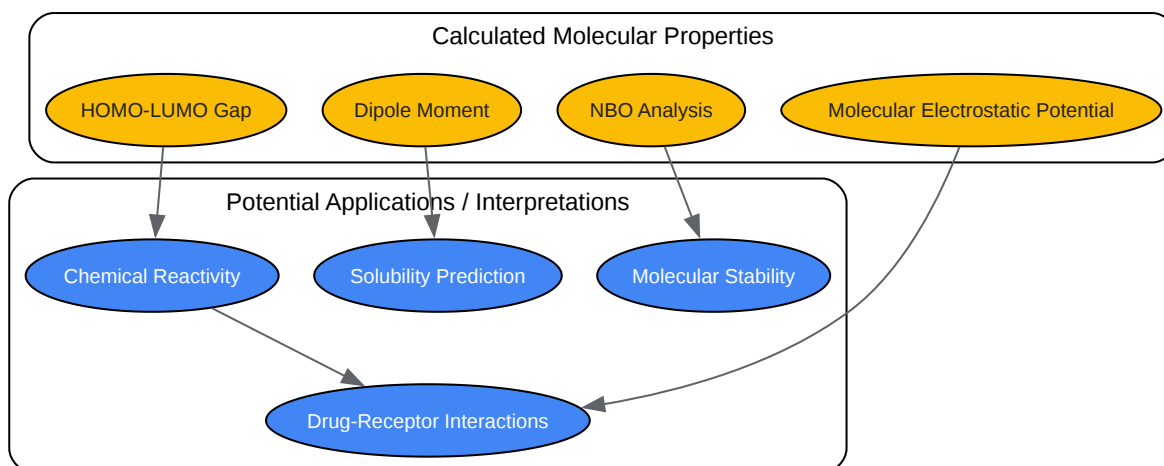 Calculated Molecular Properties
HOMO-LUMO Gap
Dipole Moment
NBO Analysis
Molecular Electrostatic Potential
Potential Applications / Interpretations
Chemical Reactivity
Solubility Prediction
Molecular Stability
Drug-Receptor Interactions